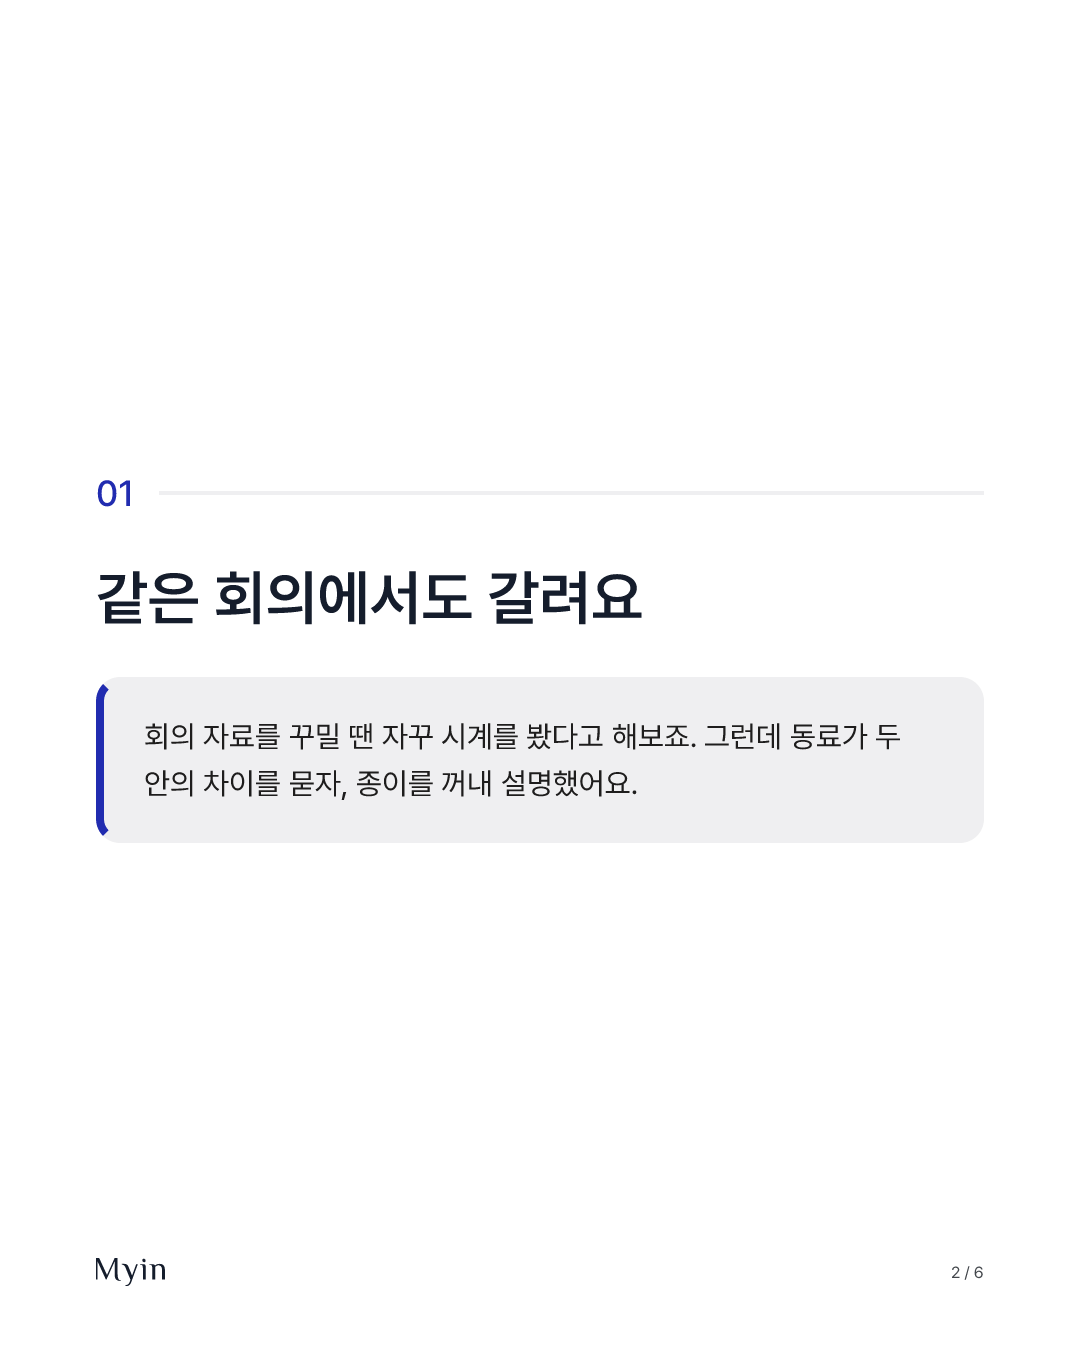 01
같은 회의에서도 갈려요
회의 자료를 꾸밀 땐 자꾸 시계를 봤다고 해보죠. 그런데 동료가 두
안의 차이를 묻자, 종이를 꺼내 설명했어요.
Myin
2 / 6